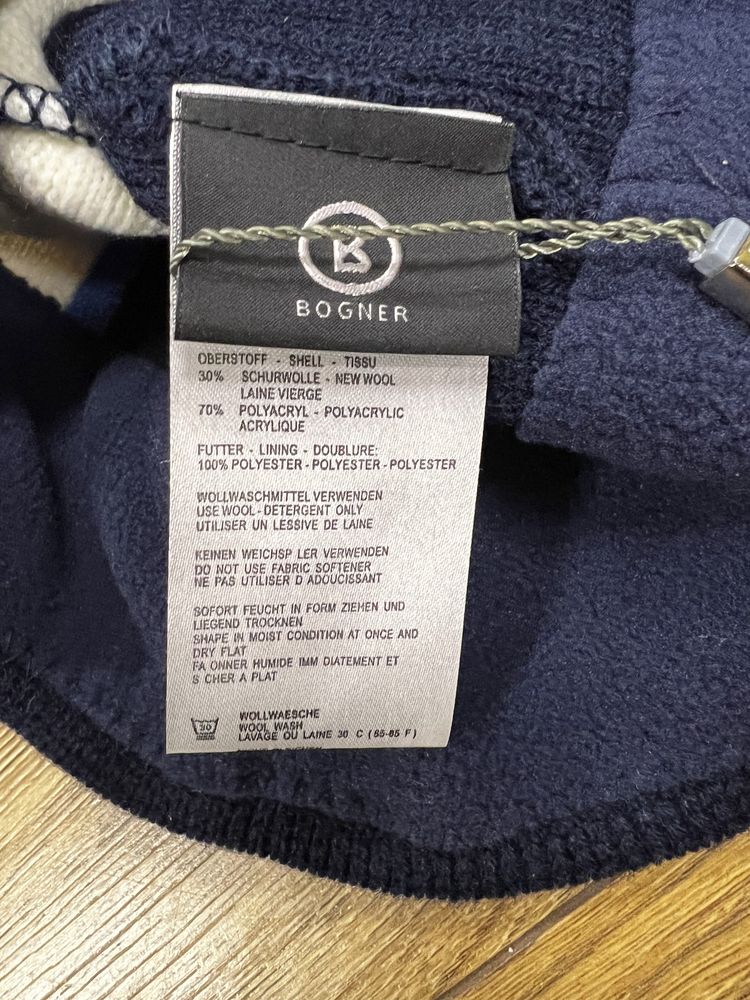 BOGNER
OBERSTOFF - SHELL - TISSU
30% SCHURWOLLE - NEW WOOL
LAINE VIERGE
70% POLYACRYL - POLYACRYLIC
ACRYLIQUE
FUTTER - LINING - DOUBLURE:
100% POLYESTER - POLYESTER - POLYESTER
WOLLWASCHMITTEL VERWENDEN
USE WOOL - DETERGENT ONLY
UTILISER UN LESSIVE DE LAINE
KEINEN WEICHSP LER VERWENDEN
DO NOT USE FABRIC SOFTENER
NE PAS UTILISER D ADOUCISSANT
SOFORT FEUCHT IN FORM ZIEHEN UND
LIEGEND TROCKNEN
SHAPE IN MOIST CONDITION AT ONCE AND
DRY FLAT
FA ONNER HUMIDE IMM DIATEMENT ET
S CHER A PLAT
30 WOLLWAESCHE
WOOL WASH
LAVAGE OU LAINE 30 C (65-85 F)